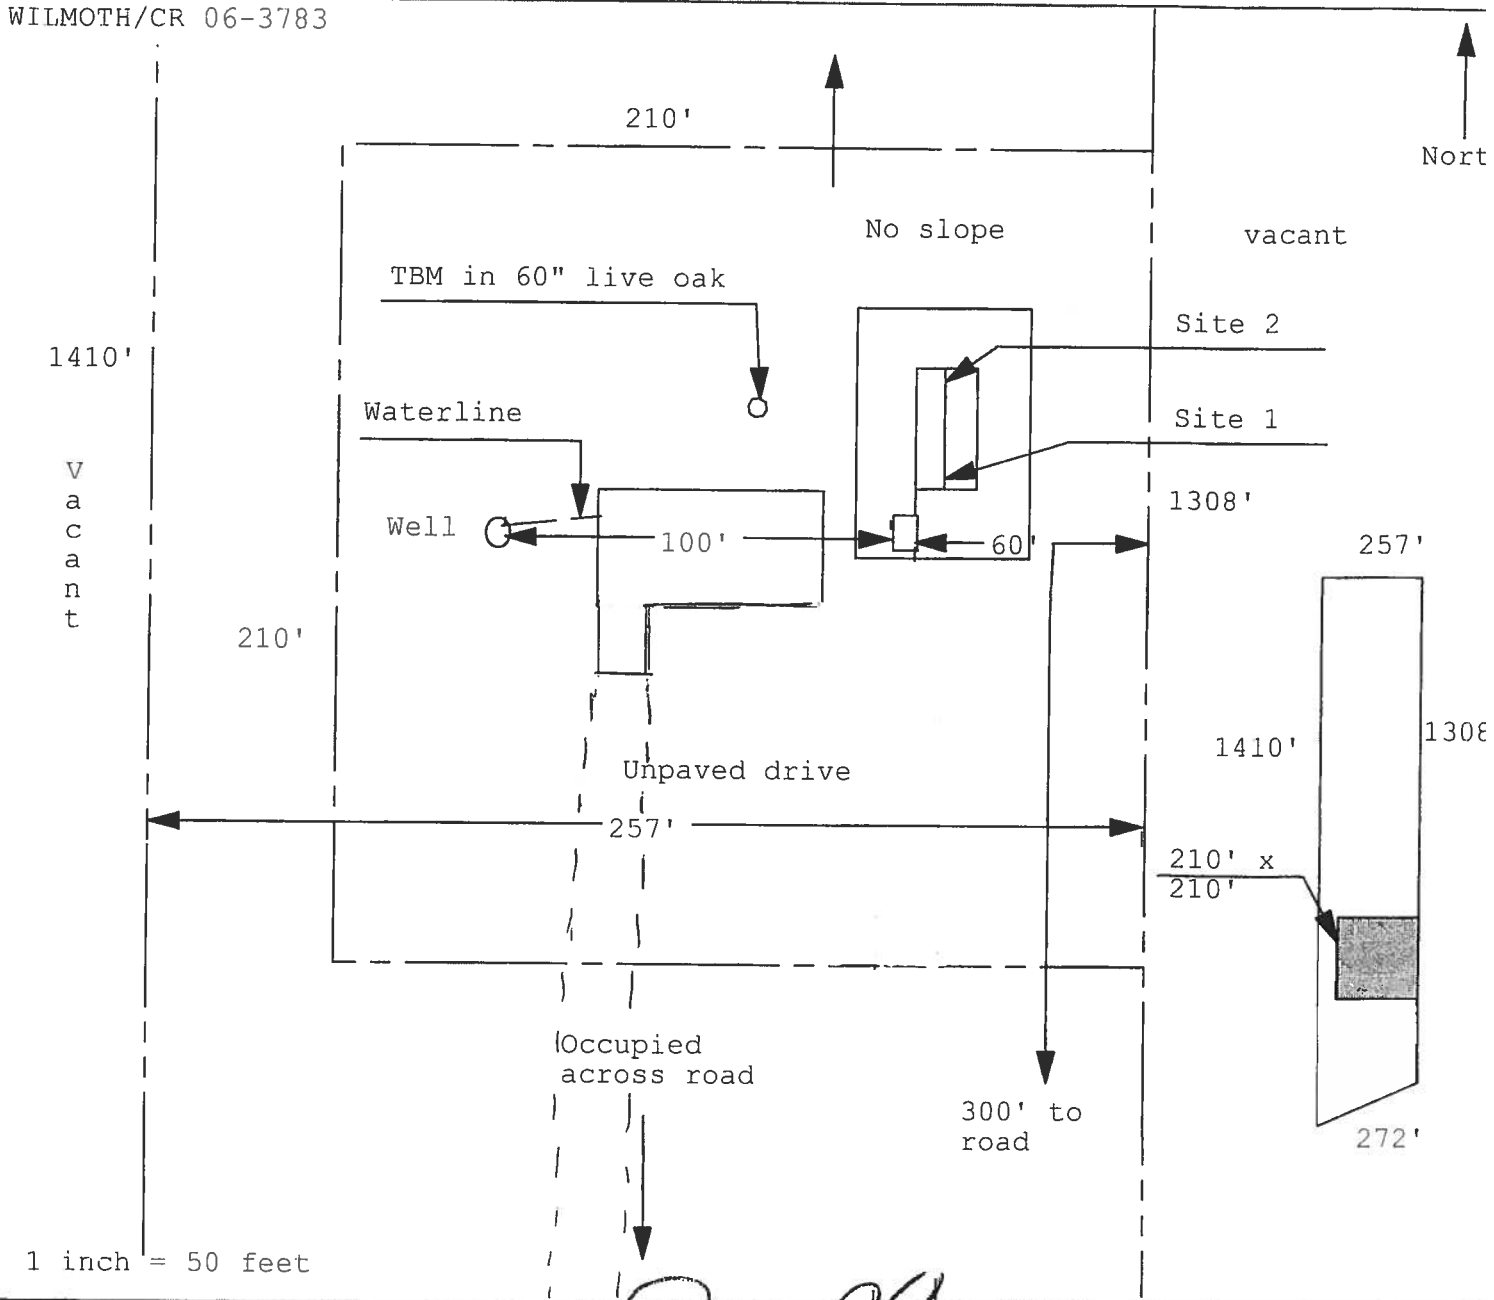 WILMOTH/CR 06-3783
210'
Nort
No slope
vacant
TBM in 60" live oak
Site 2
1410'
Waterline
Site 1
Vacant
1308'
Well
100'
60'
257'
210'
1308
1410'
Unpaved drive
257'
210' x
210'
Occupied
across road
300' to
road
272'
1 inch = 50 feet